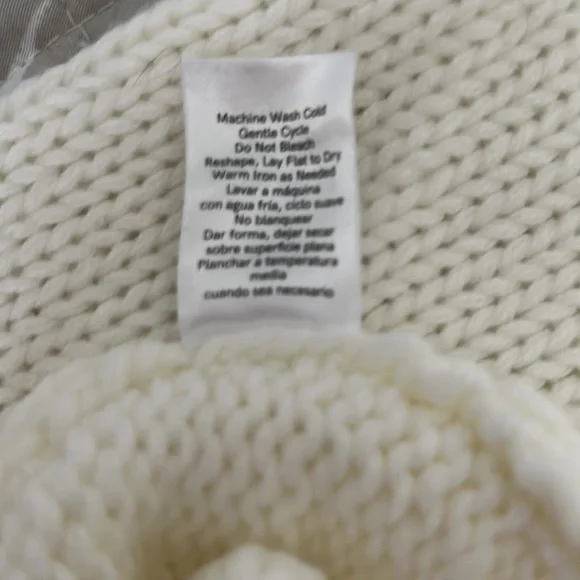 Machine Wash Cold
Gentle Cycle
Do Not Bleach
Reshape, Lay Flat to Dry
Warm Iron as Needed
Lavar a máquina
con agua fría, ciclo suave
No blanquear
Dar forma, dejar secar
sobre superficie plana
Planchar a temperatura
media
cuando sea necesario